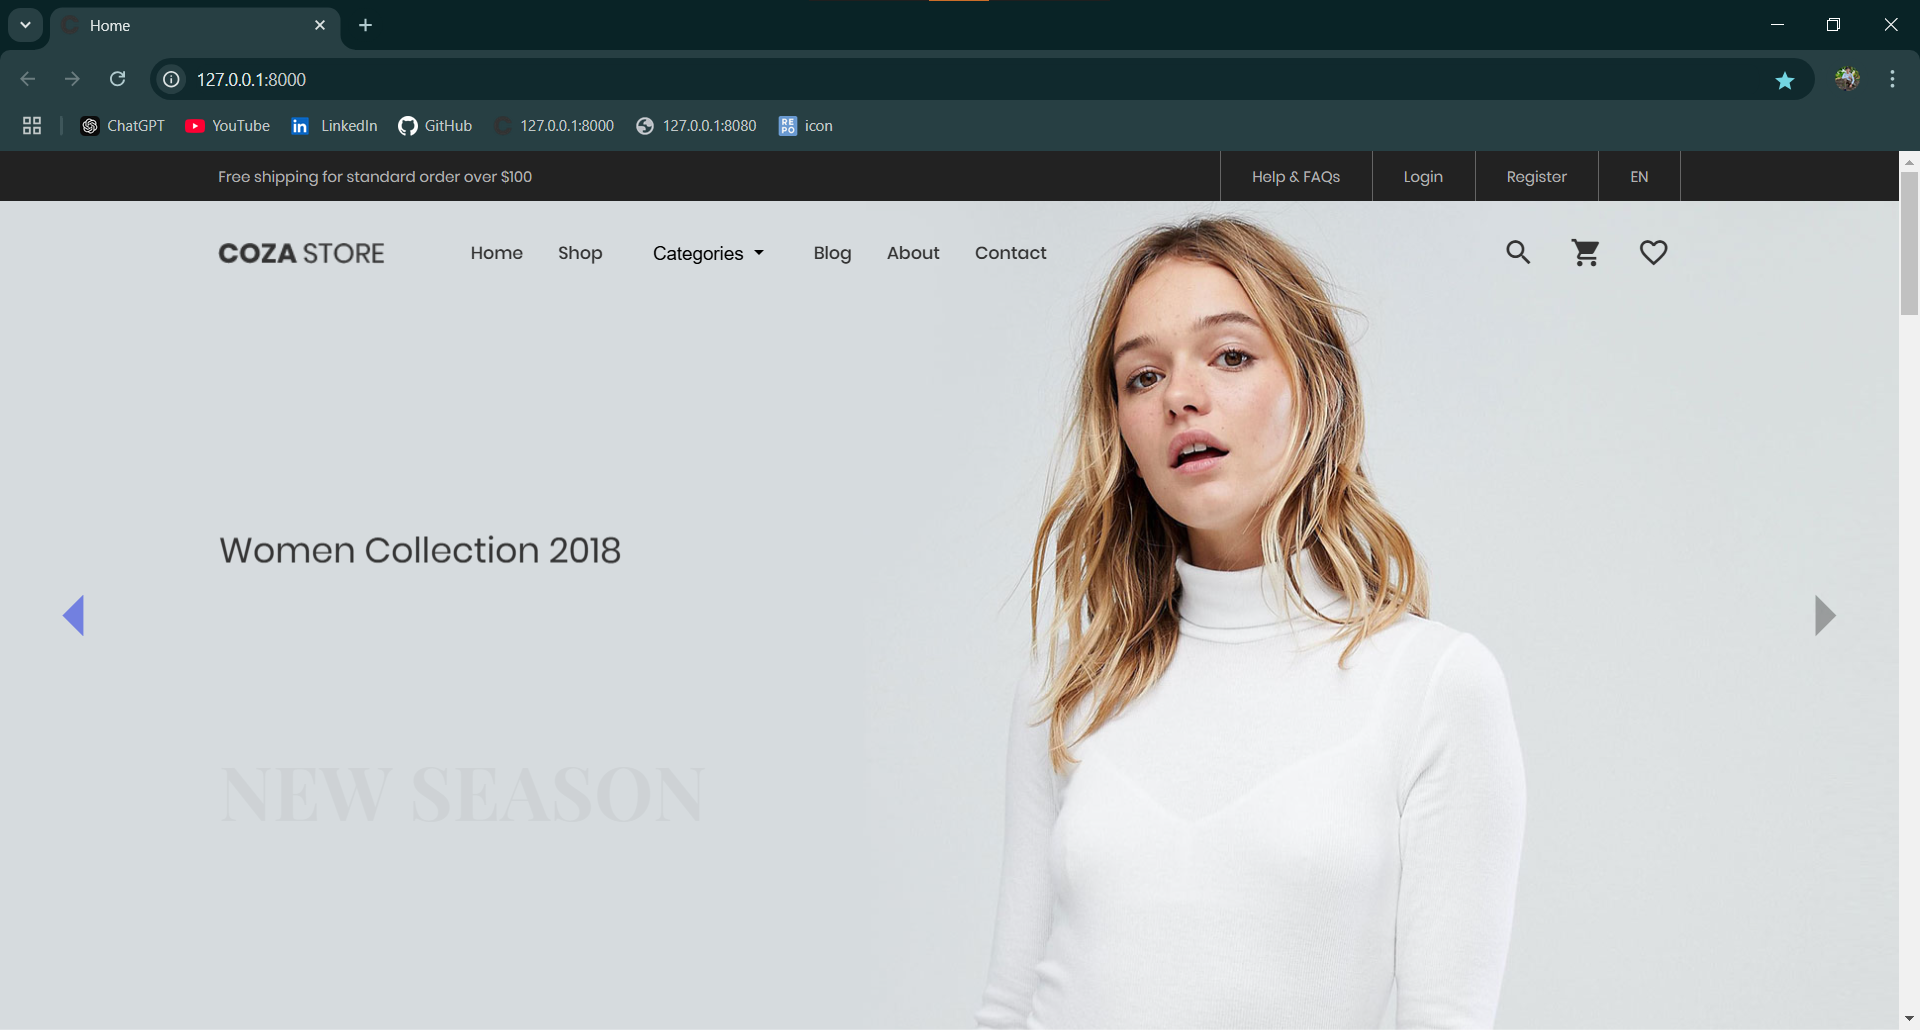 Home
127.0.0.1:8000
ChatGPT YouTube LinkedIn GitHub 127.0.0.1:8000 127.0.0.1:8080 icon
Free shipping for standard order over $100 Help & FAQs Login Register EN
COZA STORE Home Shop Categories Blog About Contact
Women Collection 2018
NEW SEASON